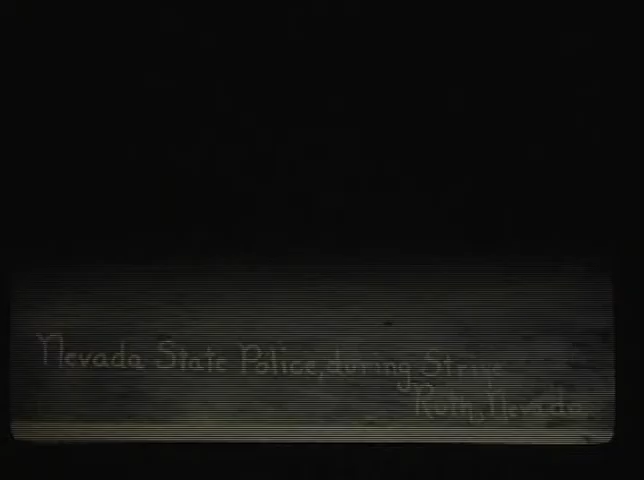 Nevada State Police, during Strike
Ruth, Nevada.